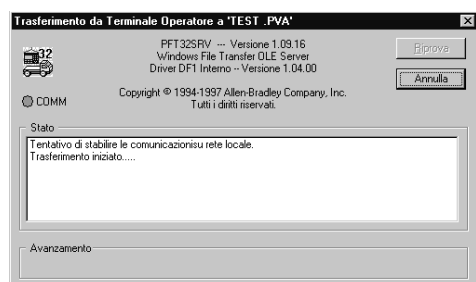 Trasferimento da Terminale Operatore a 'TEST .PVA'
32
PFT32SRV --- Versione 1.09.16
Windows File Transfer OLE Server
Driver DF1 Interno -- Versione 1.04.00
Riprova
Annulla
COMM
Copyright © 1994-1997 Allen-Bradley Company, Inc.
Tutti i diritti riservati.
Stato
Tentativo di stabilire le comunicazionisu rete locale.
Trasferimento iniziato.....
Avanzamento